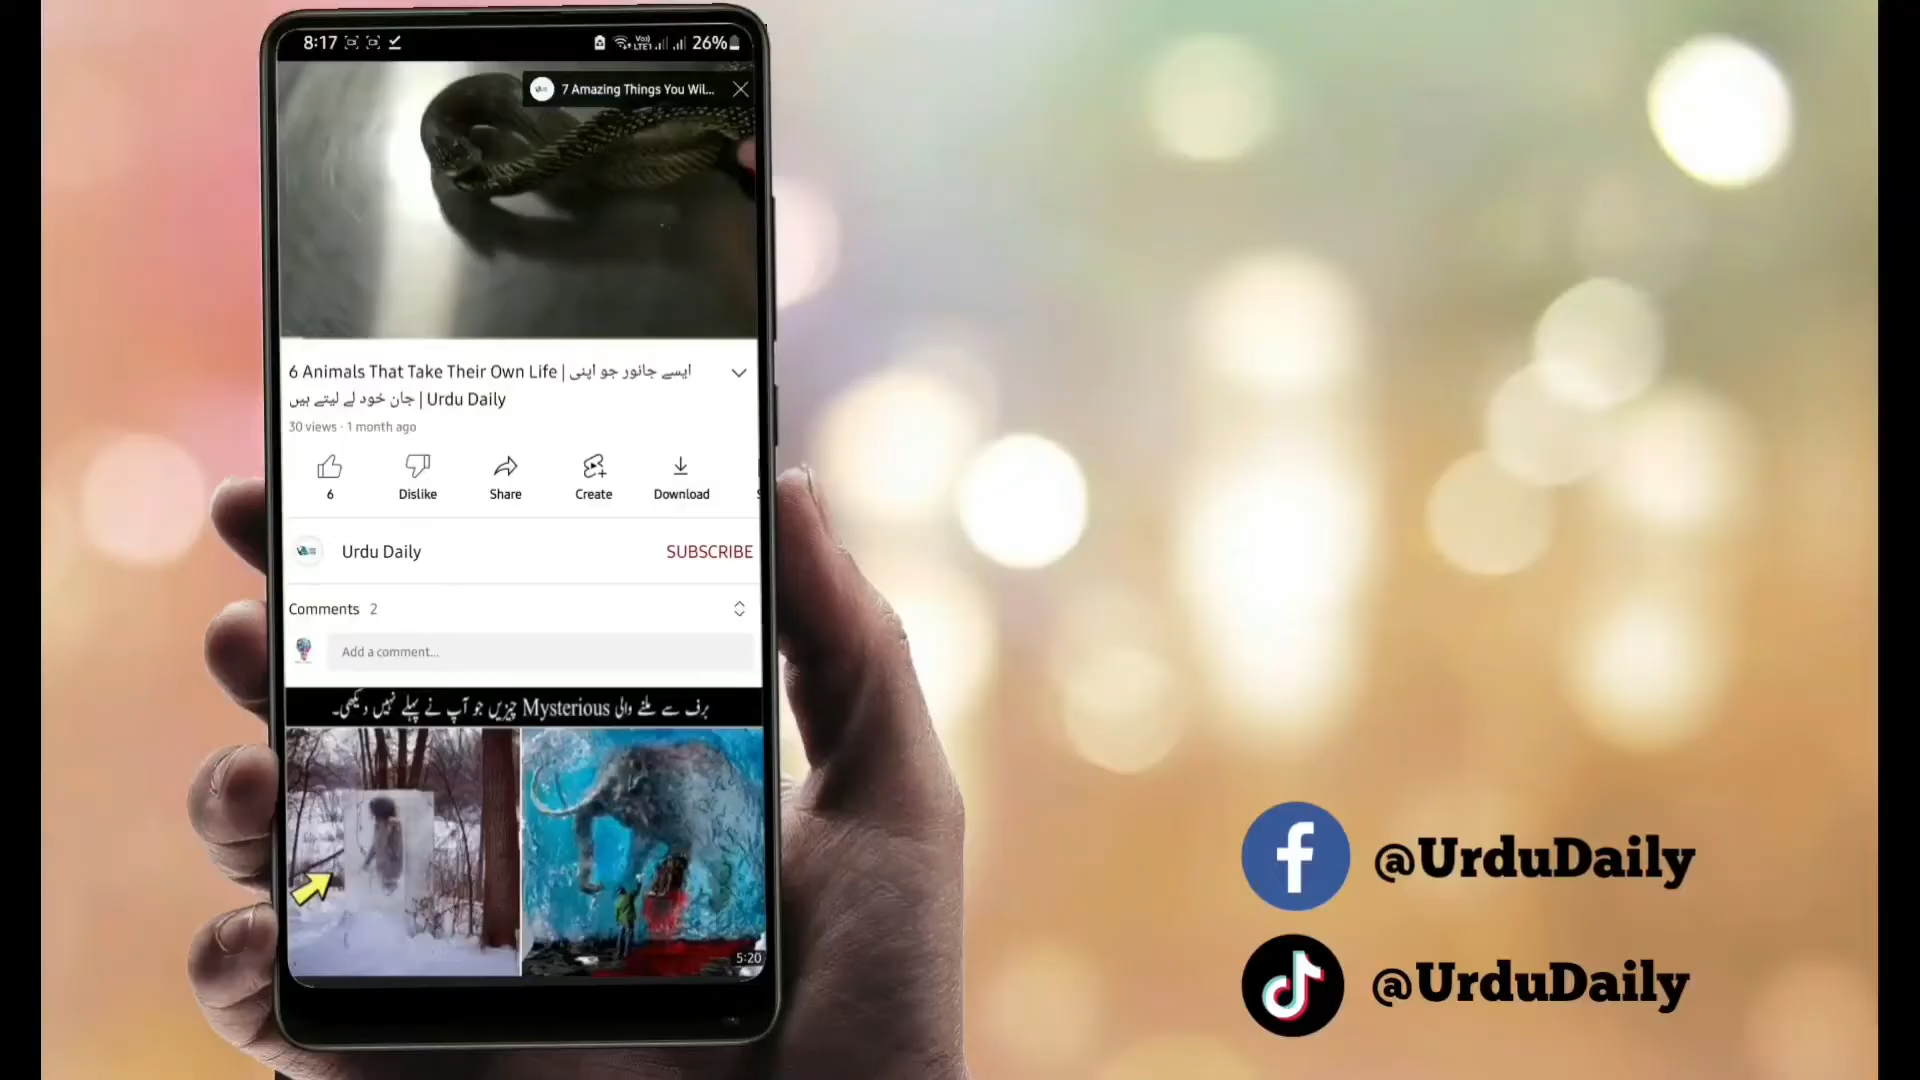 8:17
Vo) LTE1 26%
7 Amazing Things You Wil...
6 Animals That Take Their Own Life | ایسے جانور جو اپنی
جان خود لے لیتے ہیں | Urdu Daily
30 views · 1 month ago
6 Dislike Share Create Download
Urdu Daily SUBSCRIBE
Comments 2
Add a comment...
برف سے ملنے والی Mysterious چیزیں جو آپ نے پہلے نہیں دیکھی۔
5:20
@UrduDaily
@UrduDaily